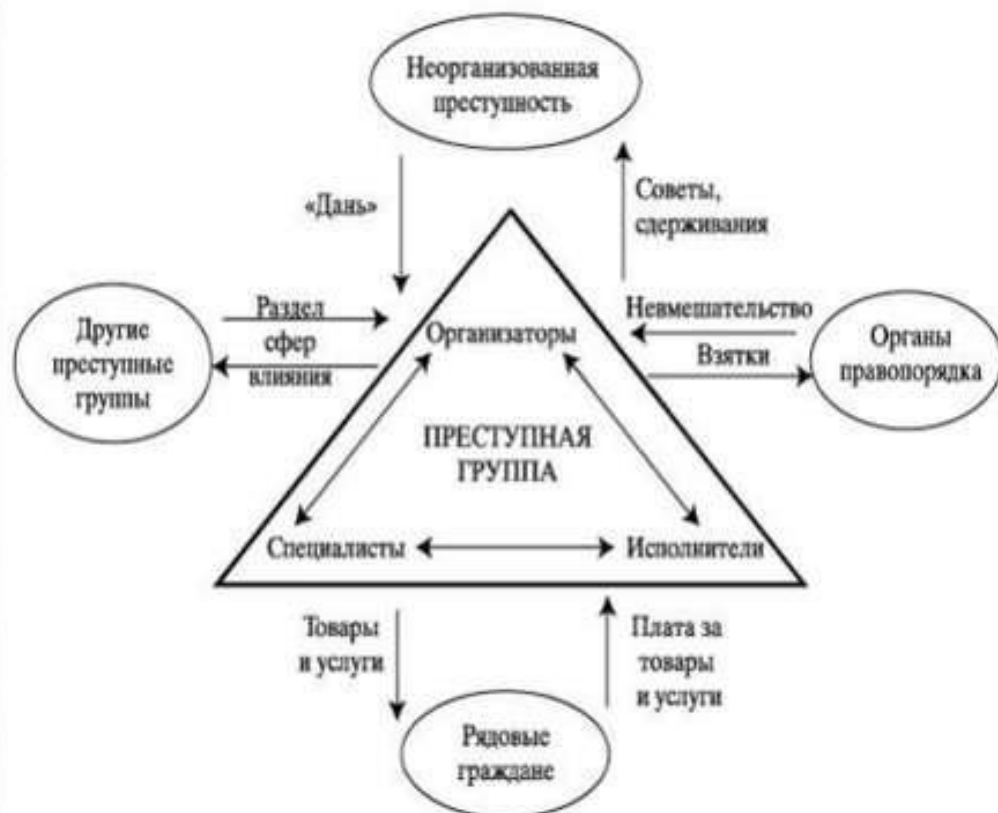 Неорганизованная
преступность
«Дань»
Советы,
сдерживания
Другие
преступные
группы
Раздел
сфер
влияния
Организаторы
Невмешательство
Взятки
Органы
правопорядка
ПРЕСТУПНАЯ
ГРУППА
Специалисты
Исполнители
Товары
и услуги
Плата за
товары
и услуги
Рядовые
граждане